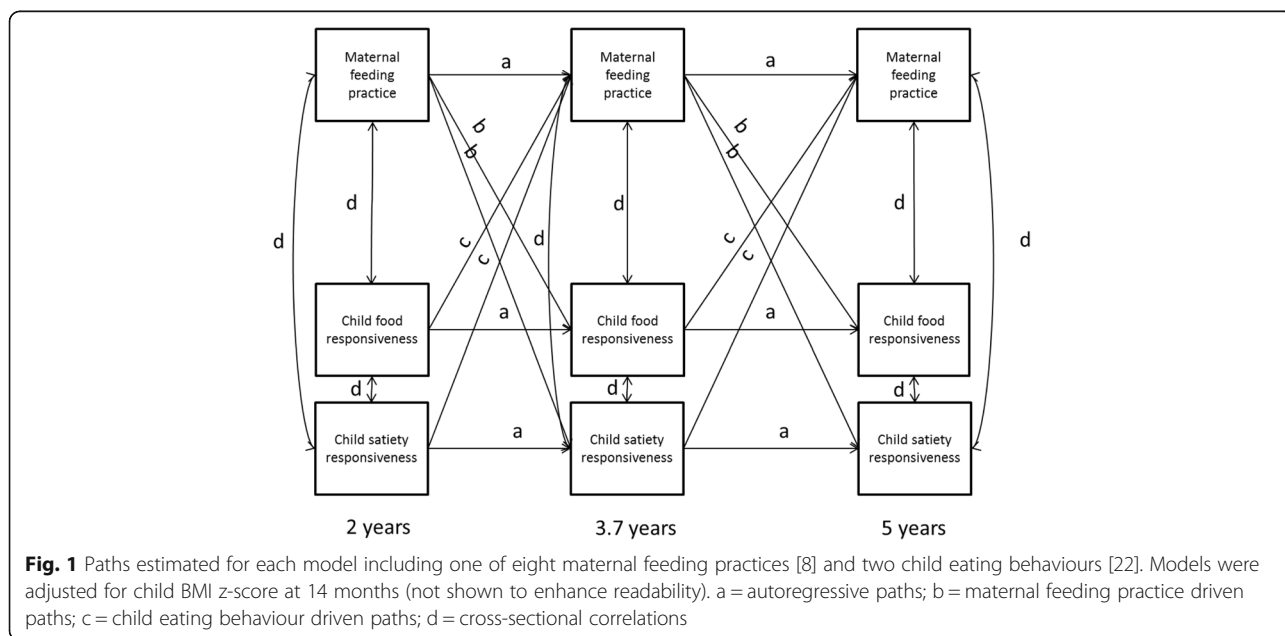 Maternal
feeding
practice
a
Maternal
feeding
practice
a
Maternal
feeding
practice
b
b
b
b
d
d
d
d
d
d
c
c
c
c
Child food
responsiveness
a
Child food
responsiveness
a
Child food
responsiveness
d
d
d
Child satiety
responsiveness
a
Child satiety
responsiveness
a
Child satiety
responsiveness
2 years
3.7 years
5 years
Fig. 1 Paths estimated for each model including one of eight maternal feeding practices [8] and two child eating behaviours [22]. Models were
adjusted for child BMI z-score at 14 months (not shown to enhance readability). a = autoregressive paths; b = maternal feeding practice driven
paths; c = child eating behaviour driven paths; d = cross-sectional correlations